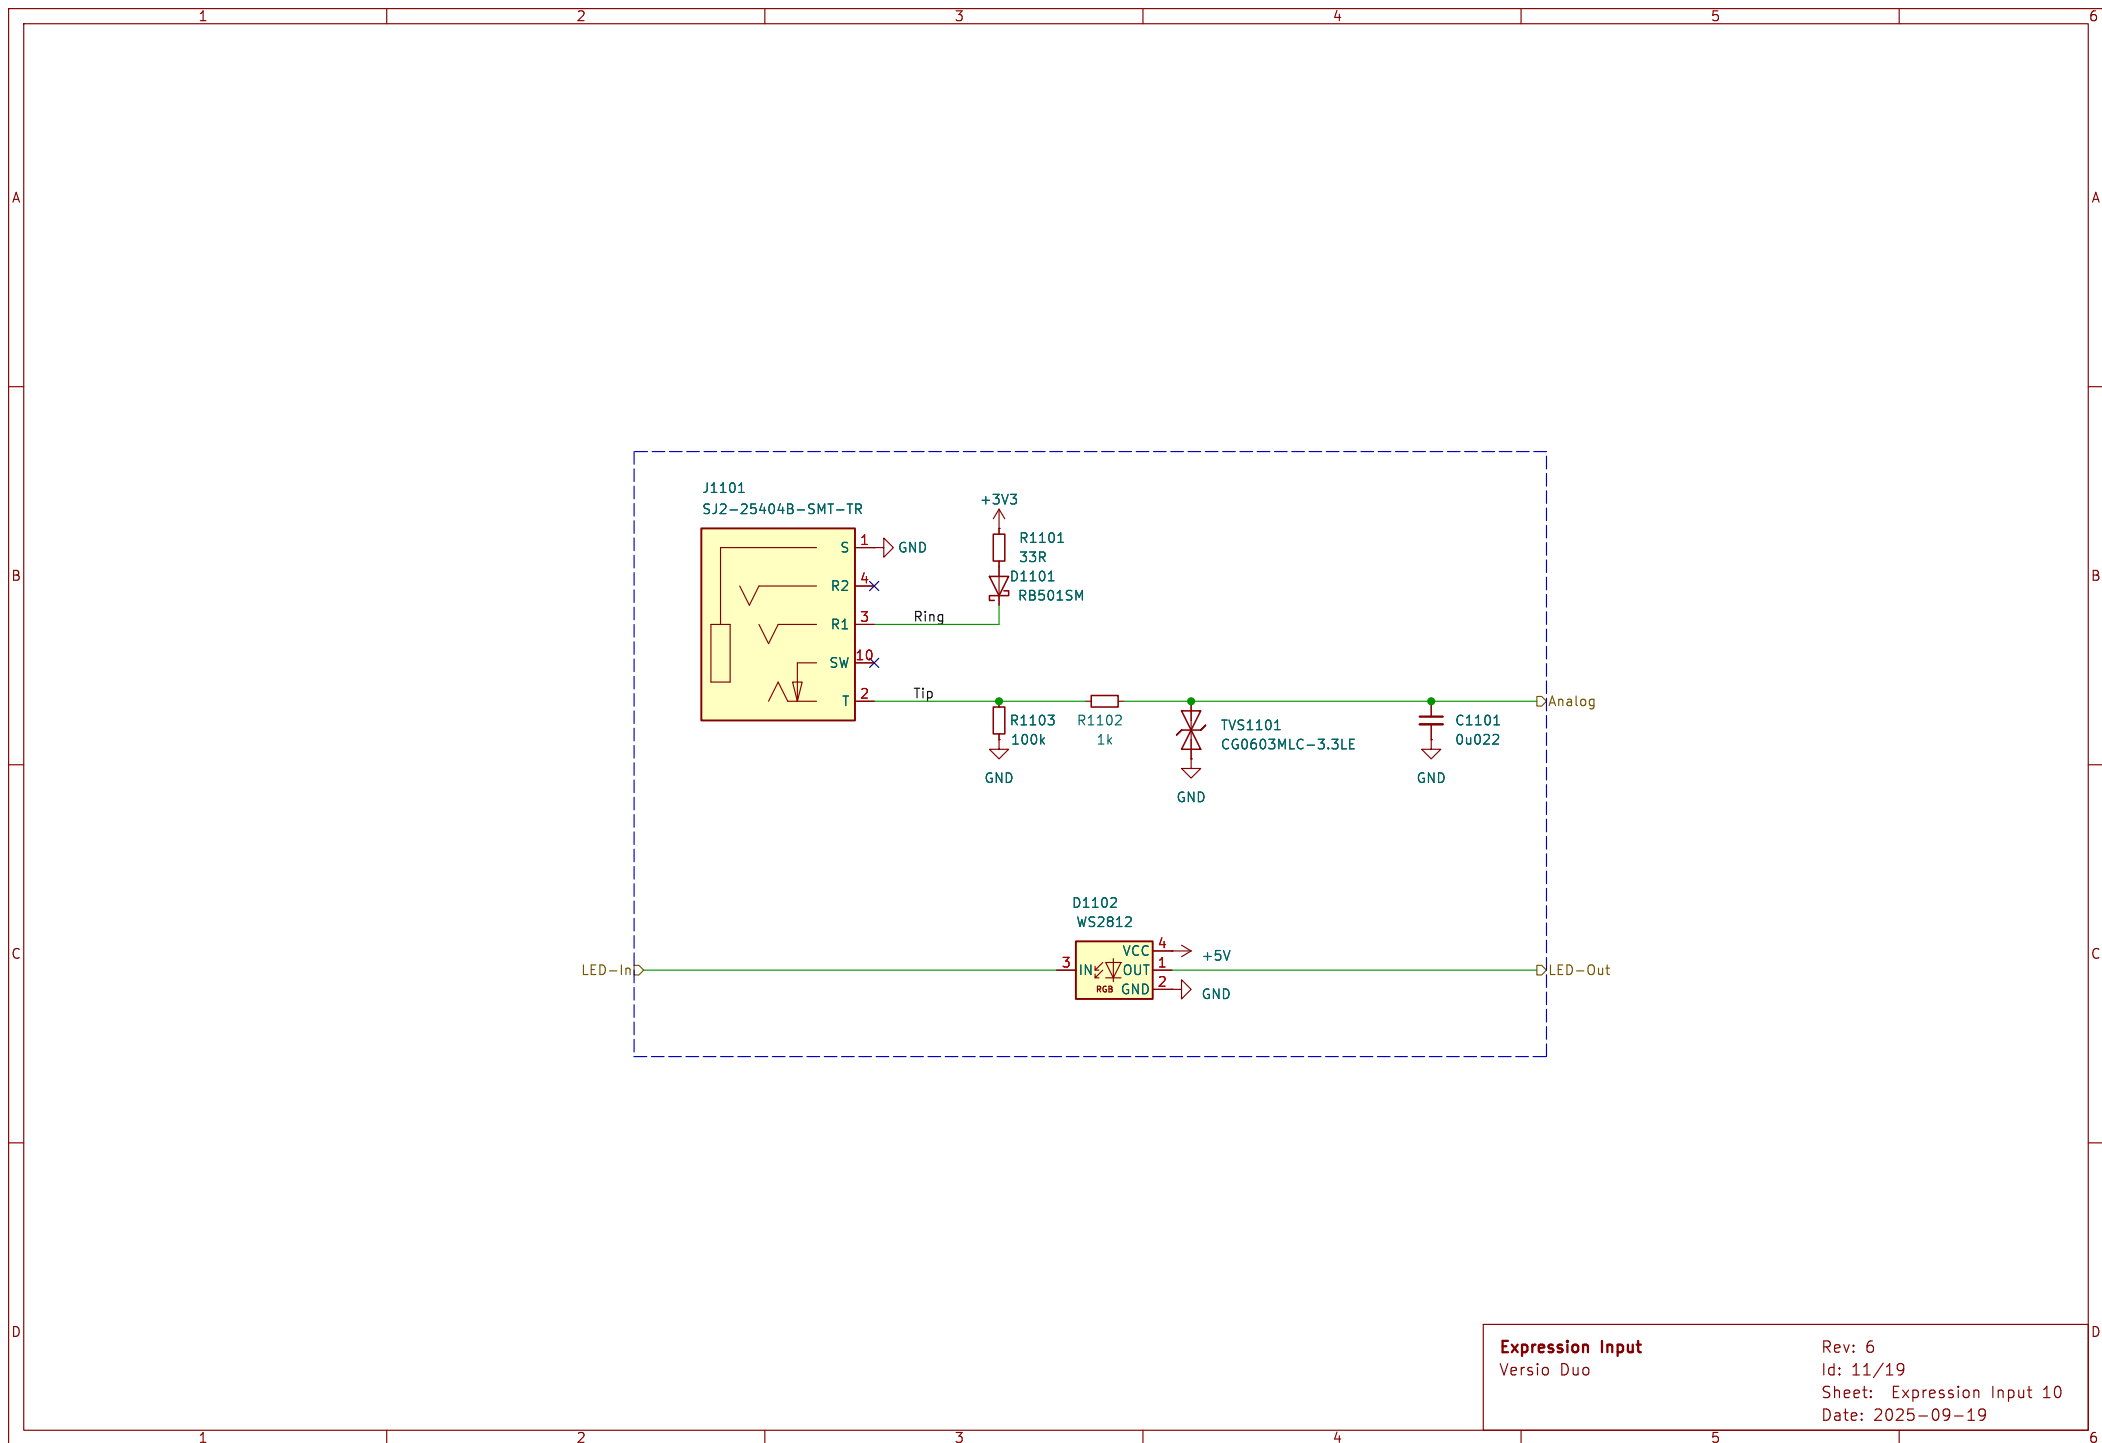 1 2 3 4 5 6
A A
J1101
SJ2-25404B-SMT-TR
+3V3
S 1 GND
R1101
33R
B B
R2 4
D1101
RB501SM
R1 3 Ring
SW 10
T 2 Tip
Analog
R1103
100k
R1102
1k
TVS1101
CG0603MLC-3.3LE
C1101
0u022
GND
GND
GND
D1102
WS2812
C C
VCC 4 +5V
LED-In 3 IN OUT 1 LED-Out
RGB GND 2 GND
D D
Expression Input
Versio Duo
Rev: 6
Id: 11/19
Sheet: Expression Input 10
Date: 2025-09-19
1 2 3 4 5 6